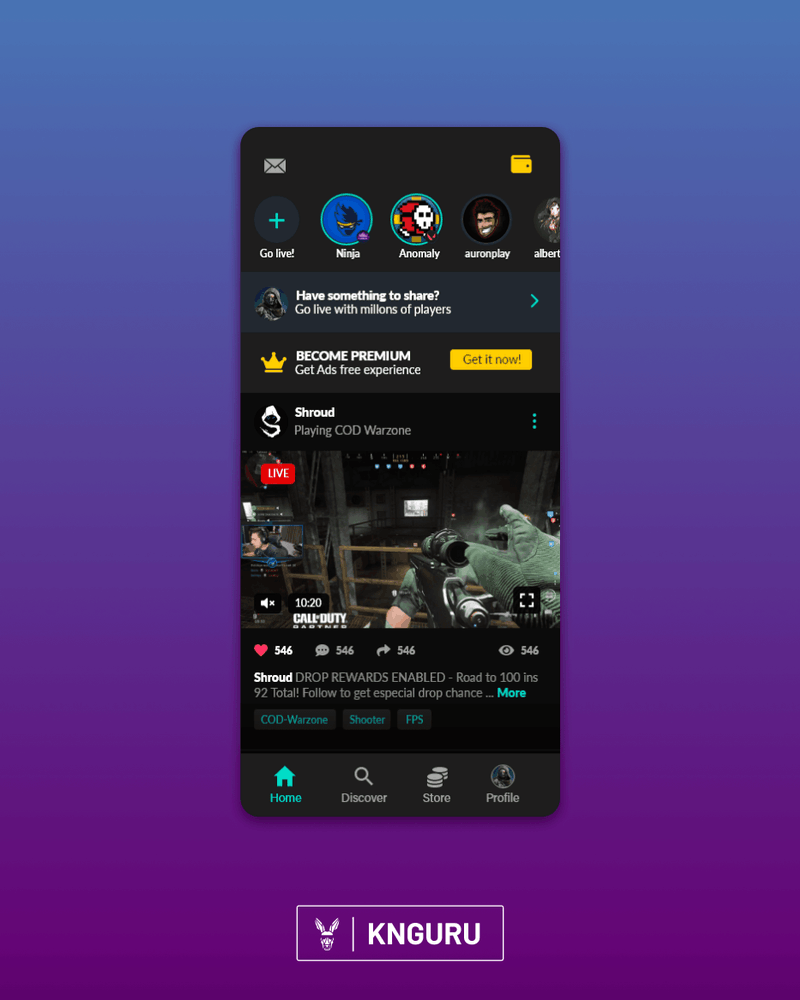 Go live!
Ninja
Anomaly
auronplay
albert
Have something to share?
Go live with millons of players
BECOME PREMIUM
Get Ads free experience
Get it now!
Shroud
Playing COD Warzone
LIVE
10:20
CALL·DUTY
PARTNER
546
546
546
546
Shroud DROP REWARDS ENABLED - Road to 100 ins
92 Total! Follow to get especial drop chance ... More
COD-Warzone
Shooter
FPS
Home
Discover
Store
Profile
KNGURU